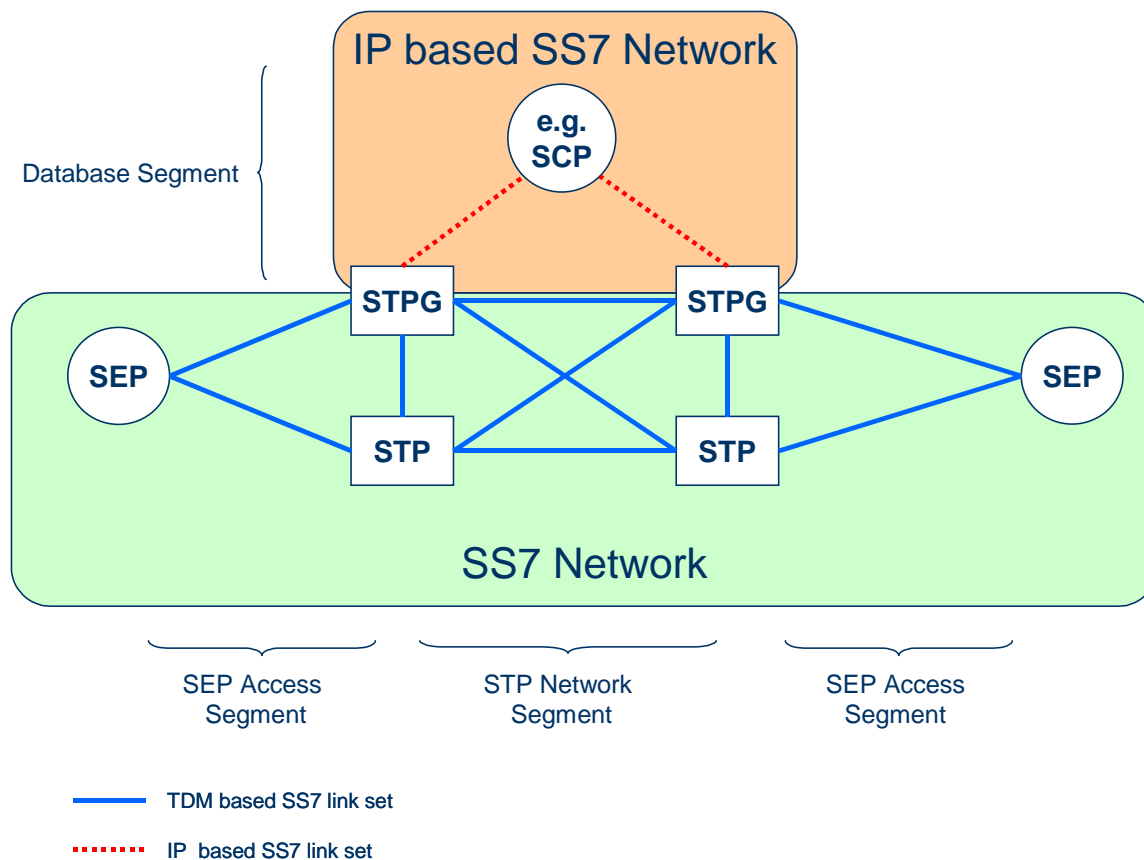 IP based SS7 Network
e.g.
SCP
Database Segment
STPG
STPG
SEP
SEP
STP
STP
SS7 Network
SEP Access
Segment
STP Network
Segment
SEP Access
Segment
TDM based SS7 link set
IP based SS7 link set